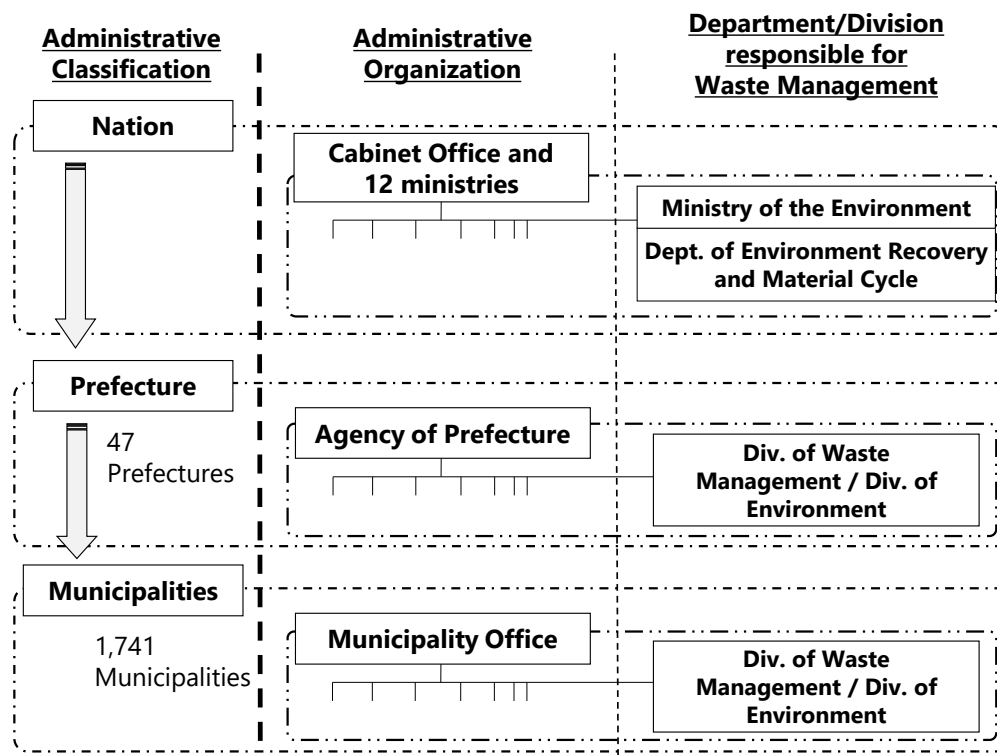 Administrative
Classification
Administrative
Organization
Department/Division
responsible for
Waste Management
Nation
Cabinet Office and
12 ministries
Ministry of the Environment
Dept. of Environment Recovery
and Material Cycle
Prefecture
47
Prefectures
Agency of Prefecture
Div. of Waste
Management / Div. of
Environment
Municipalities
1,741
Municipalities
Municipality Office
Div. of Waste
Management / Div. of
Environment